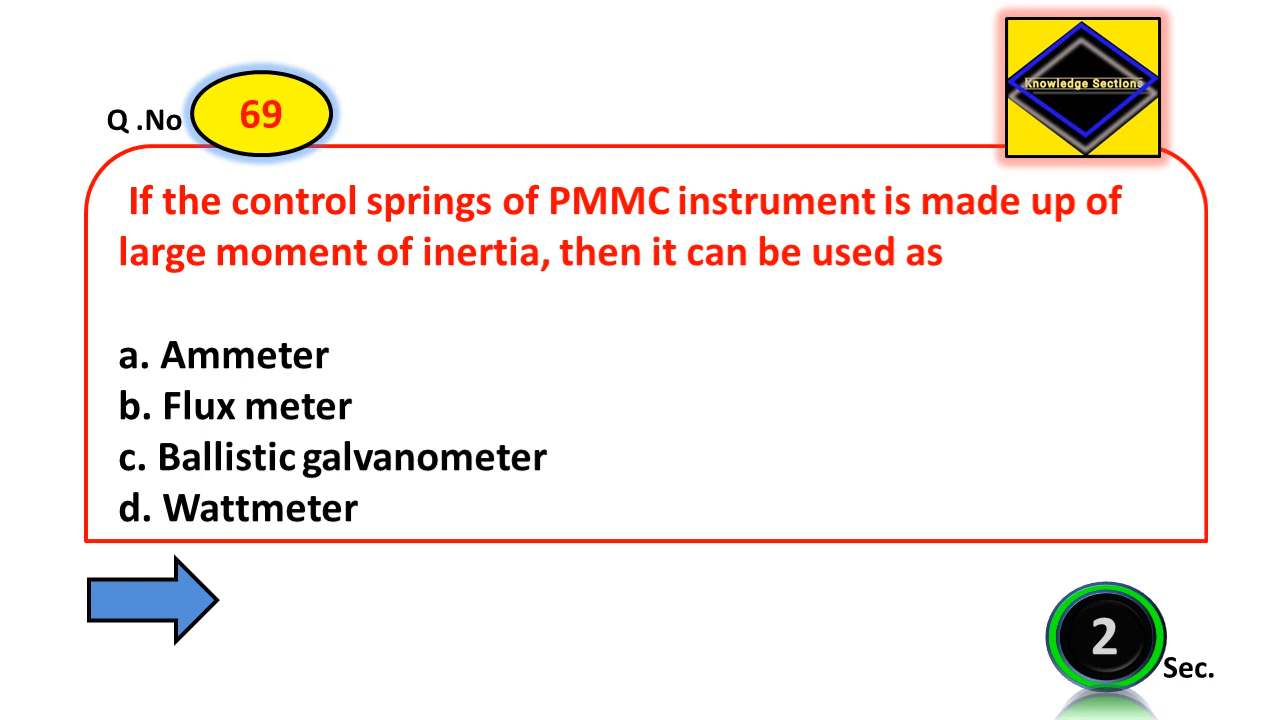 Knowledge Sections
Q .No 69
If the control springs of PMMC instrument is made up of
large moment of inertia, then it can be used as
a. Ammeter
b. Flux meter
c. Ballistic galvanometer
d. Wattmeter
2
Sec.